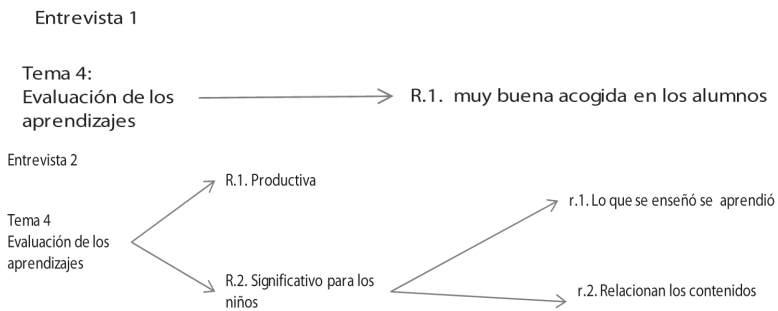 Entrevista 1
Tema 4:
Evaluación de los
aprendizajes
R.1. muy buena acogida en los alumnos
Entrevista 2
Tema 4
Evaluación de los
aprendizajes
R.1. Productiva
R.2. Significativo para los
niños
r.1. Lo que se enseñó se aprendió
r.2. Relacionan los contenidos